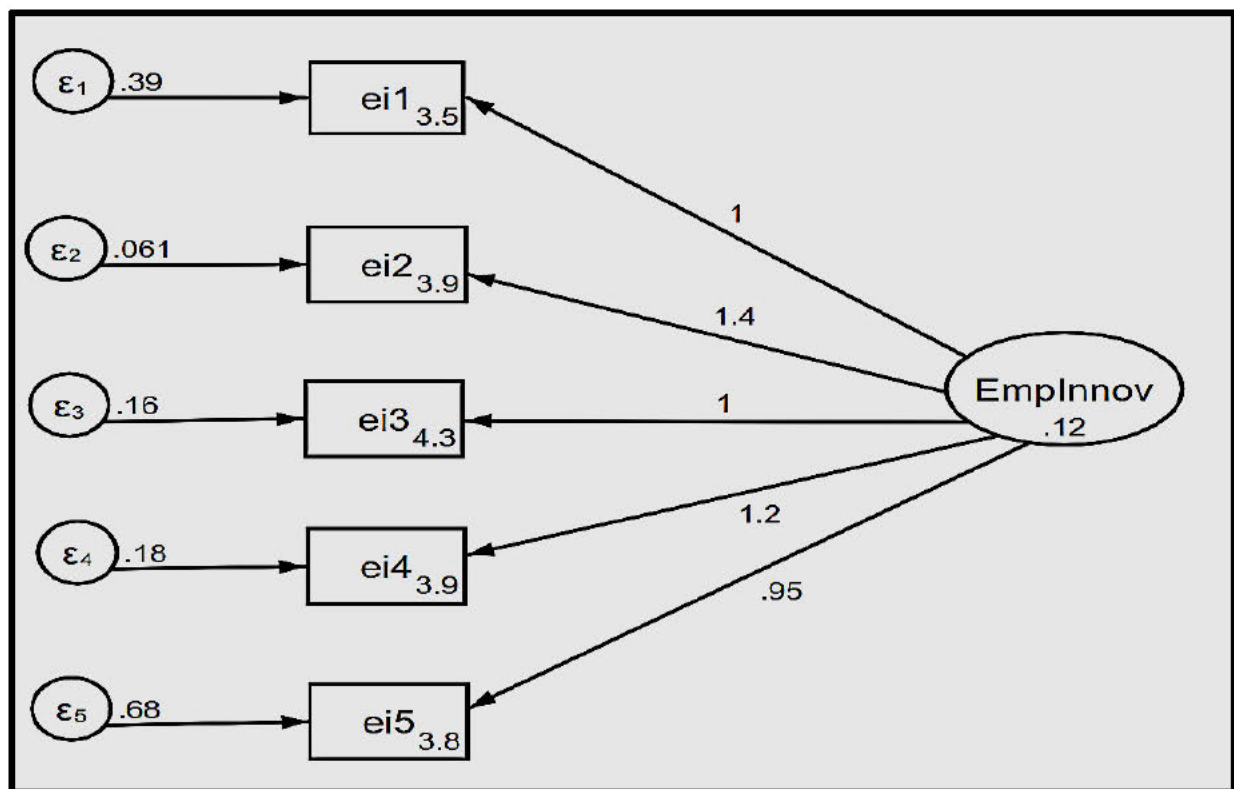 ε1 .39
ei1 3.5
1
ε2 .061
ei2 3.9
1.4
ε3 .16
ei3 4.3
1
EmpInnov
.12
ε4 .18
ei4 3.9
1.2
.95
ε5 .68
ei5 3.8